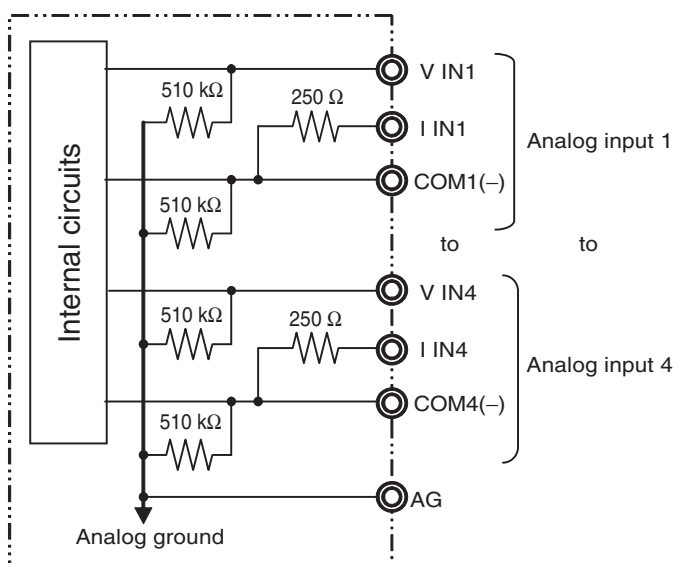 V IN1
510 kΩ
250 Ω
I IN1
Analog input 1
COM1(–)
510 kΩ
Internal circuits
to
to
V IN4
510 kΩ
250 Ω
I IN4
Analog input 4
COM4(–)
510 kΩ
AG
Analog ground